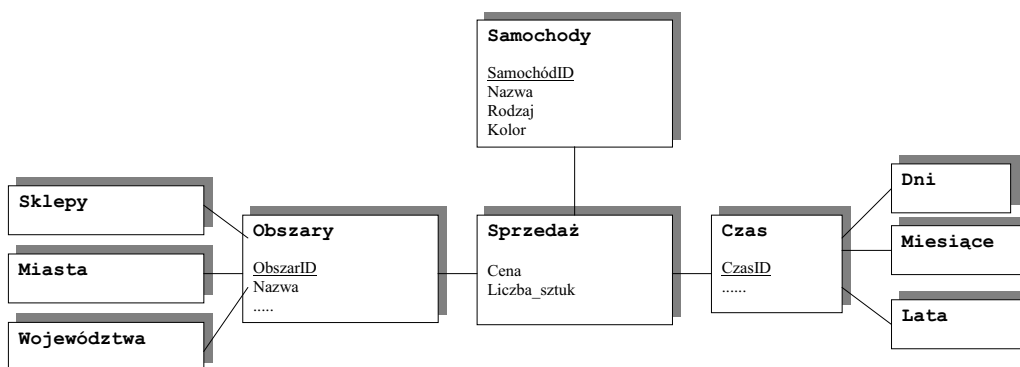 Samochody
SamochódID
Nazwa
Rodzaj
Kolor
Sklepy
Miasta
Województwa
Obszary
ObszarID
Nazwa
.....
Sprzedaż
Cena
Liczba_sztuk
Czas
CzasID
......
Dni
Miesiące
Lata